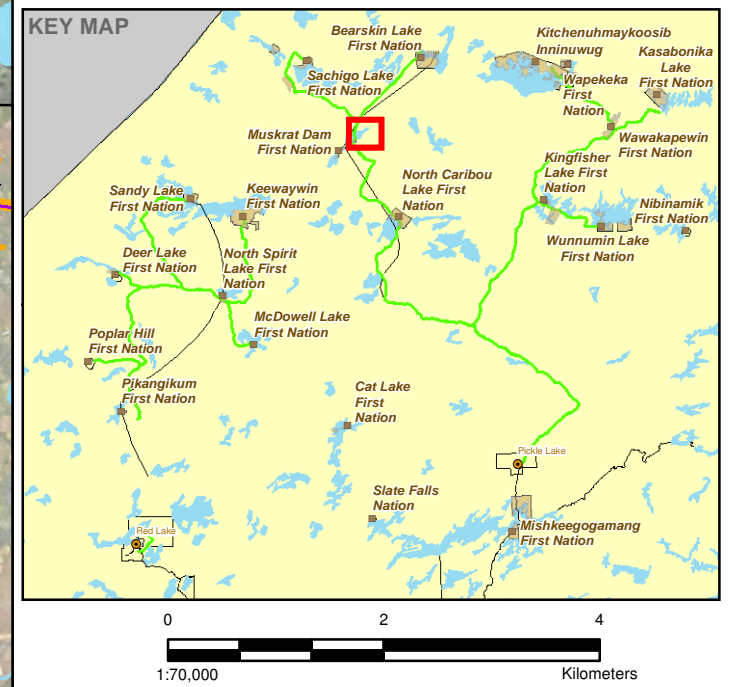 KEY MAP
Bearskin Lake
First Nation
Kitchenuhmaykoosib
Inninuwug
Kasabonika
Lake
First Nation
Sachigo Lake
First Nation
Wapekeka
First
Nation
Muskrat Dam
First Nation
Wawakapewin
First Nation
Kingfisher
Lake First
Nation
North Caribou
Lake First
Nation
Sandy Lake
First Nation
Keewaywin
First Nation
Nibinamik
First Nation
Wunnumin Lake
First Nation
Deer Lake
First Nation
North Spirit
Lake First
Nation
McDowell Lake
First Nation
Poplar Hill
First Nation
Pikangikum
First Nation
Cat Lake
First
Nation
Pickle Lake
Slate Falls
Nation
Mishkeegogamang
First Nation
Red Lake
0 2 4
1:70,000 Kilometers